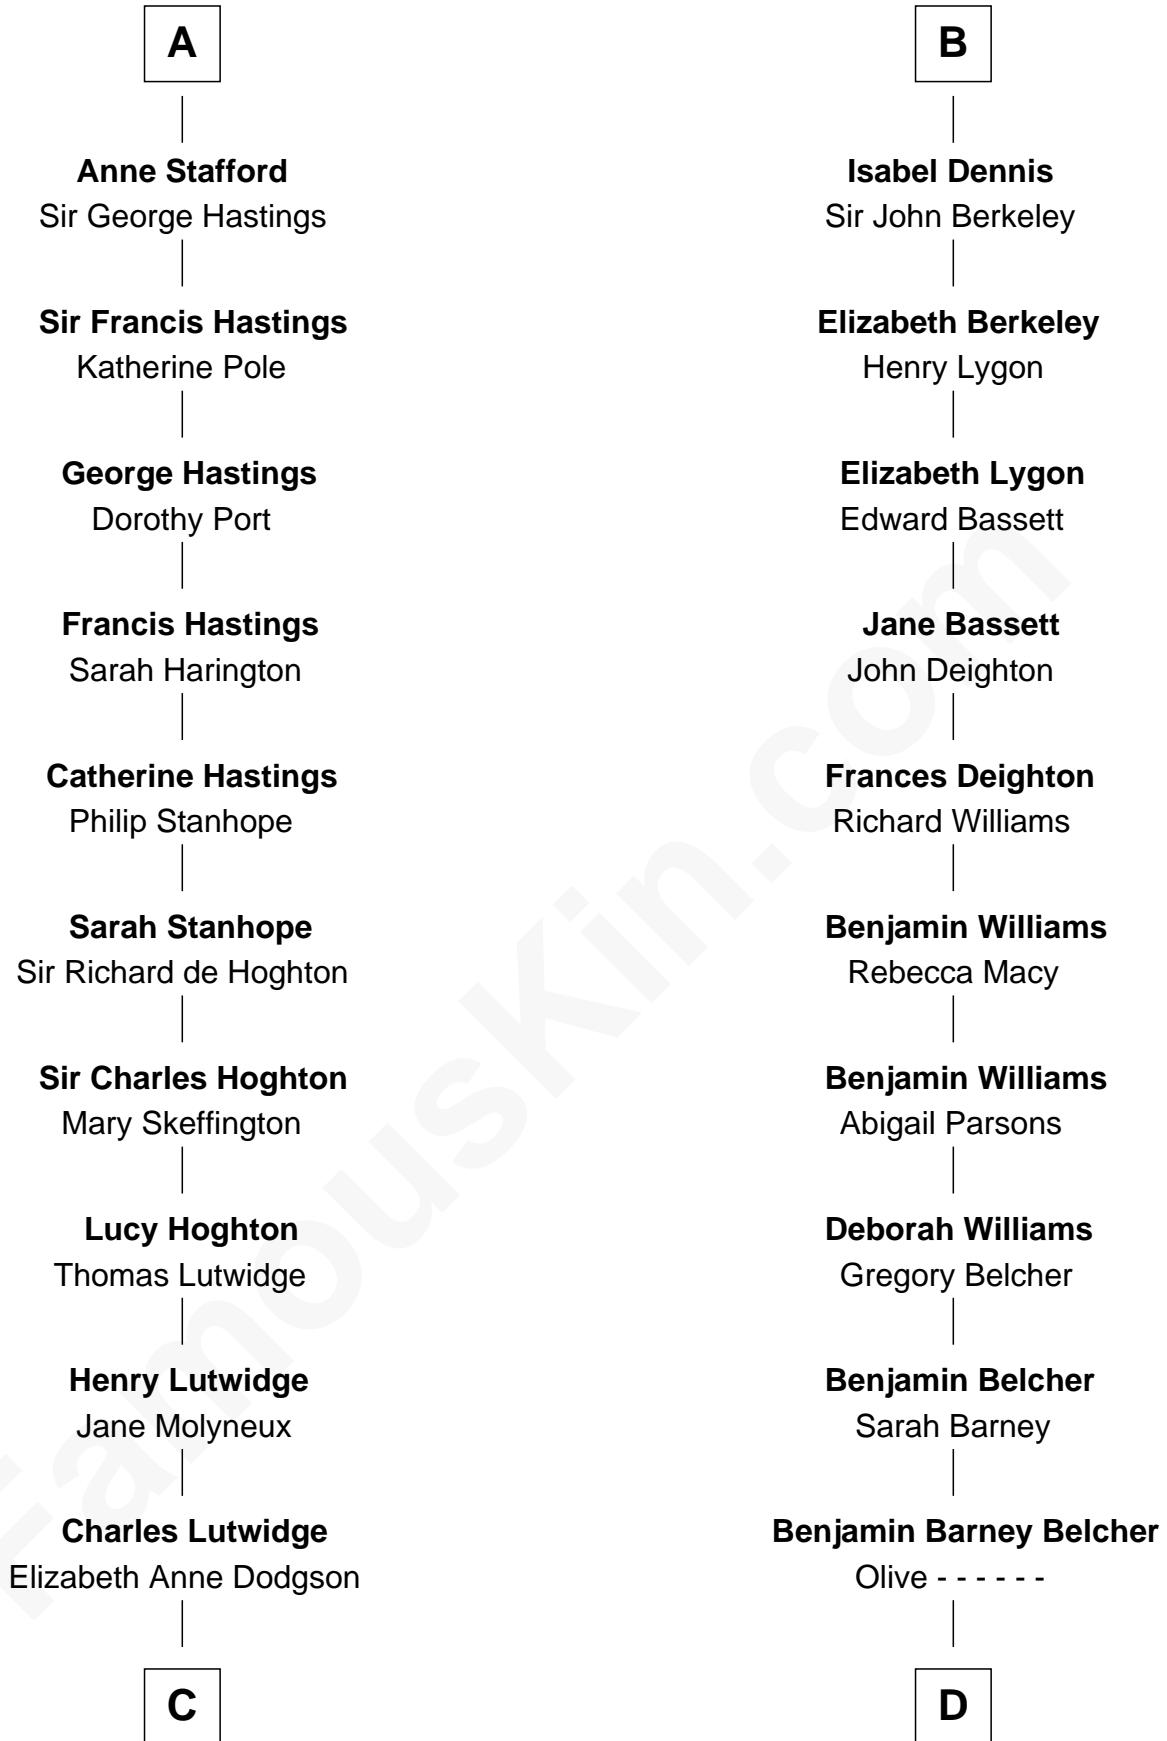 A
Anne Stafford
Sir George Hastings
Sir Francis Hastings
Katherine Pole
George Hastings
Dorothy Port
Francis Hastings
Sarah Harington
Catherine Hastings
Philip Stanhope
Sarah Stanhope
Sir Richard de Hoghton
Sir Charles Hoghton
Mary Skeffington
Lucy Hoghton
Thomas Lutwidge
Henry Lutwidge
Jane Molyneux
Charles Lutwidge
Elizabeth Anne Dodgson
C
B
Isabel Dennis
Sir John Berkeley
Elizabeth Berkeley
Henry Lygon
Elizabeth Lygon
Edward Bassett
Jane Bassett
John Deighton
Frances Deighton
Richard Williams
Benjamin Williams
Rebecca Macy
Benjamin Williams
Abigail Parsons
Deborah Williams
Gregory Belcher
Benjamin Belcher
Sarah Barney
Benjamin Barney Belcher
Olive - - - - - -
D
FamousKin.com